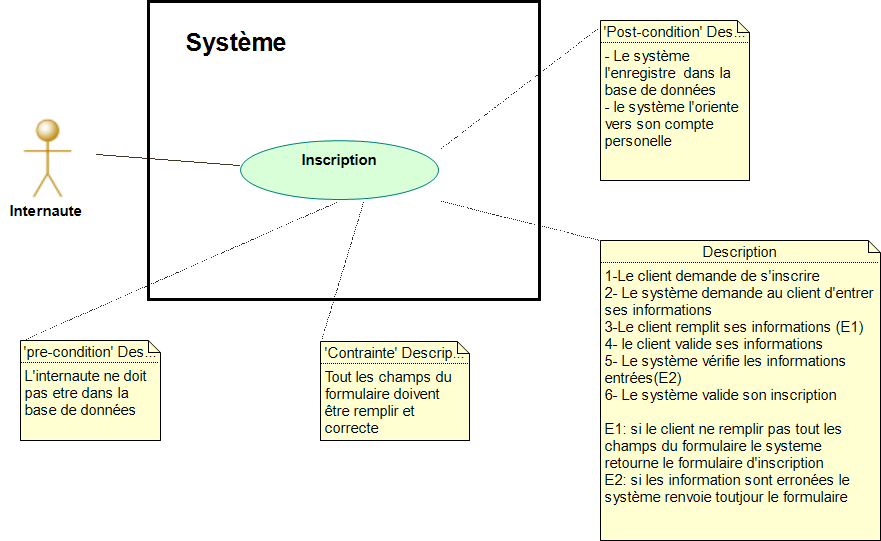 Système
Inscription
Internaute
'Post-condition' Des...
- Le système
l'enregistre dans la
base de données
- le système l'oriente
vers son compte
personelle
Description
1-Le client demande de s'inscrire
2- Le système demande au client d'entrer
ses informations
3-Le client remplit ses informations (E1)
4- le client valide ses informations
5- Le système vérifie les informations
entrées(E2)
6- Le système valide son inscription
E1: si le client ne remplir pas tout les
champs du formulaire le systeme
retourne le formulaire d'inscription
E2: si les information sont erronées le
système renvoie toutjour le formulaire
'pre-condition' Des...
L'internaute ne doit
pas etre dans la
base de données
'Contrainte' Descrip...
Tout les champs du
formulaire doivent
être remplir et
correcte